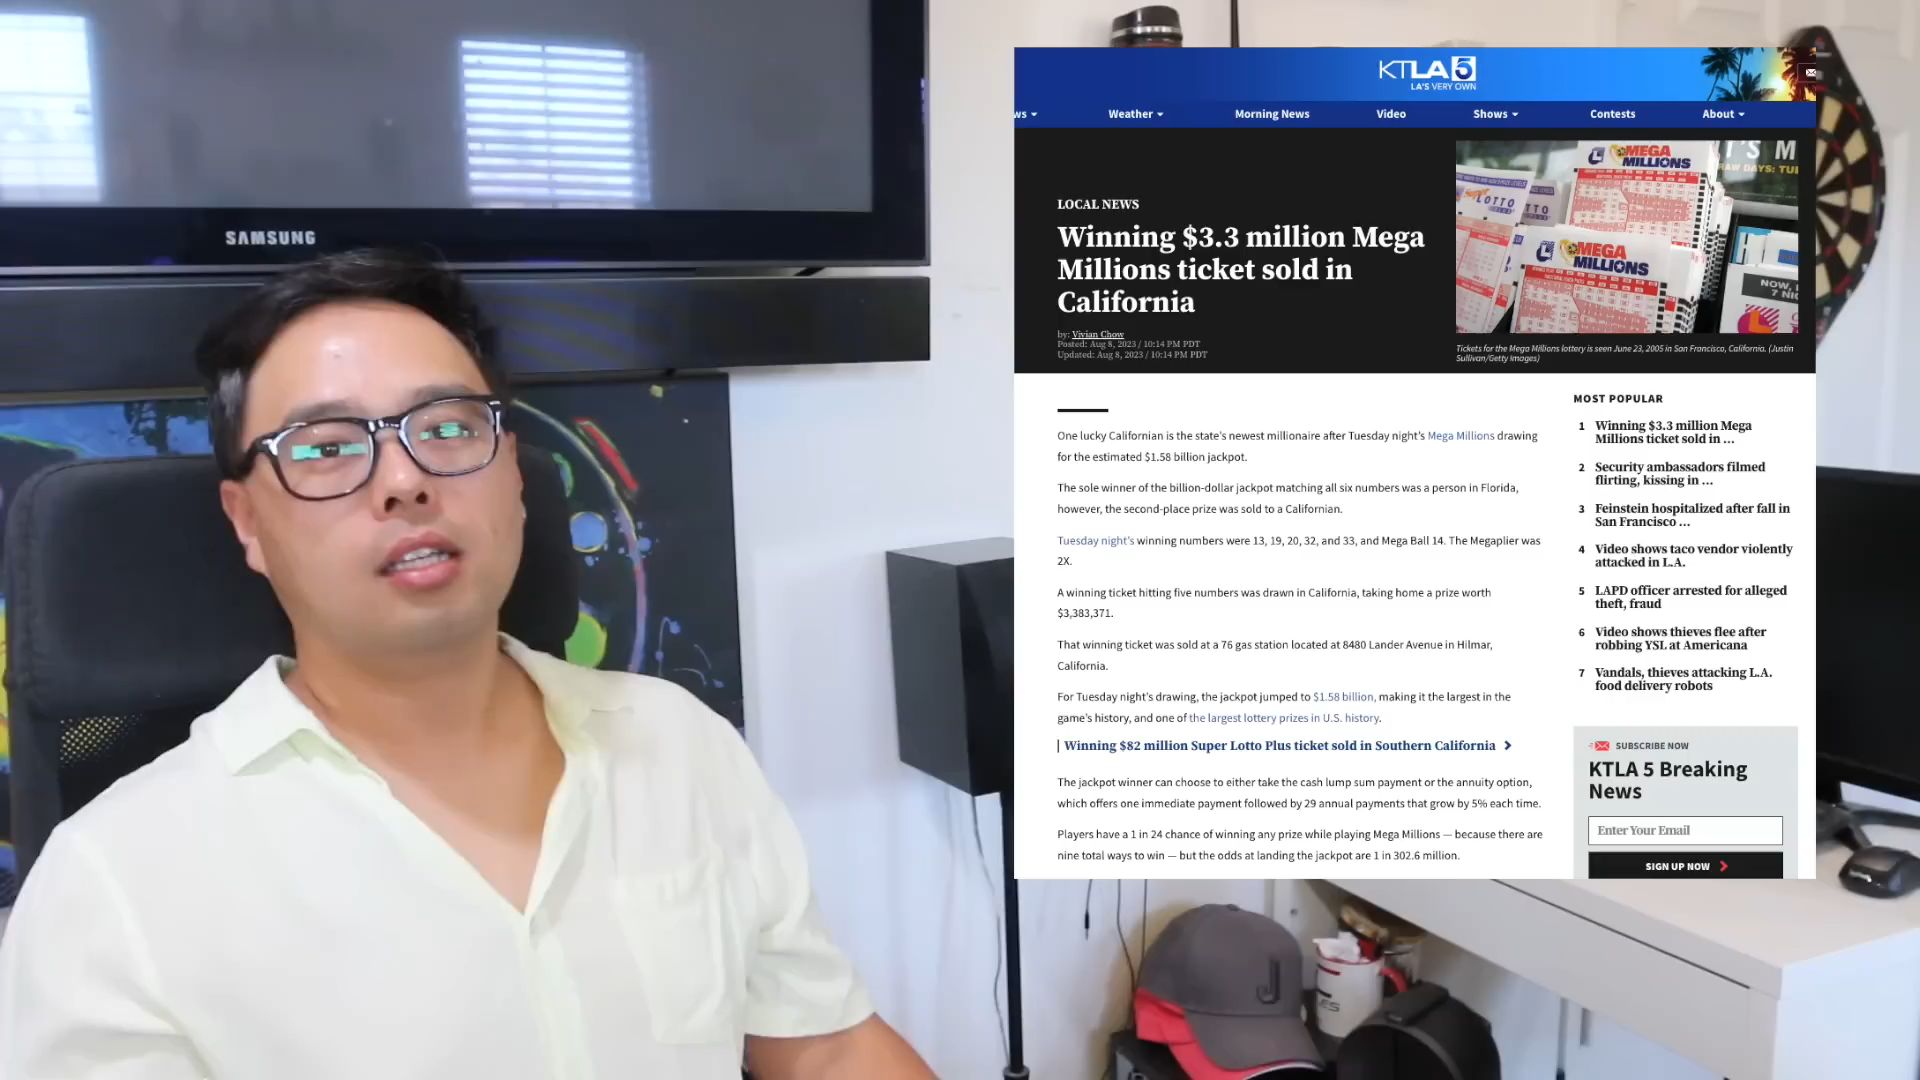 SAMSUNG
KTLA 5
LA'S VERY OWN
ws
Weather
Morning News
Video
Shows
Contests
About
LOCAL NEWS
Winning $3.3 million Mega
Millions ticket sold in
California
by: Vivian Chow
Posted: Aug 8, 2023 / 10:14 PM PDT
Updated: Aug 8, 2023 / 10:14 PM PDT
MEGA
MILLIONS
MEGA
MILLIONS
LOTTO
NOW,
Tickets for the Mega Millions lottery is seen June 23, 2005 in San Francisco, California. (Justin
Sullivan/Getty Images)
One lucky Californian is the state's newest millionaire after Tuesday night's Mega Millions drawing
for the estimated $1.58 billion jackpot.
The sole winner of the billion-dollar jackpot matching all six numbers was a person in Florida,
however, the second-place prize was sold to a Californian.
Tuesday night's winning numbers were 13, 19, 20, 32, and 33, and Mega Ball 14. The Megaplier was
2X.
A winning ticket hitting five numbers was drawn in California, taking home a prize worth
$3,383,371.
That winning ticket was sold at a 76 gas station located at 8480 Lander Avenue in Hilmar,
California.
For Tuesday night's drawing, the jackpot jumped to $1.58 billion, making it the largest in the
game's history, and one of the largest lottery prizes in U.S. history.
Winning $82 million Super Lotto Plus ticket sold in Southern California
The jackpot winner can choose to either take the cash lump sum payment or the annuity option,
which offers one immediate payment followed by 29 annual payments that grow by 5% each time.
Players have a 1 in 24 chance of winning any prize while playing Mega Millions — because there are
nine total ways to win — but the odds at landing the jackpot are 1 in 302.6 million.
MOST POPULAR
1 Winning $3.3 million Mega
Millions ticket sold in …
2 Security ambassadors filmed
flirting, kissing in …
3 Feinstein hospitalized after fall in
San Francisco …
4 Video shows taco vendor violently
attacked in L.A.
5 LAPD officer arrested for alleged
theft, fraud
6 Video shows thieves flee after
robbing YSL at Americana
7 Vandals, thieves attacking L.A.
food delivery robots
SUBSCRIBE NOW
KTLA 5 Breaking
News
Enter Your Email
SIGN UP NOW
J